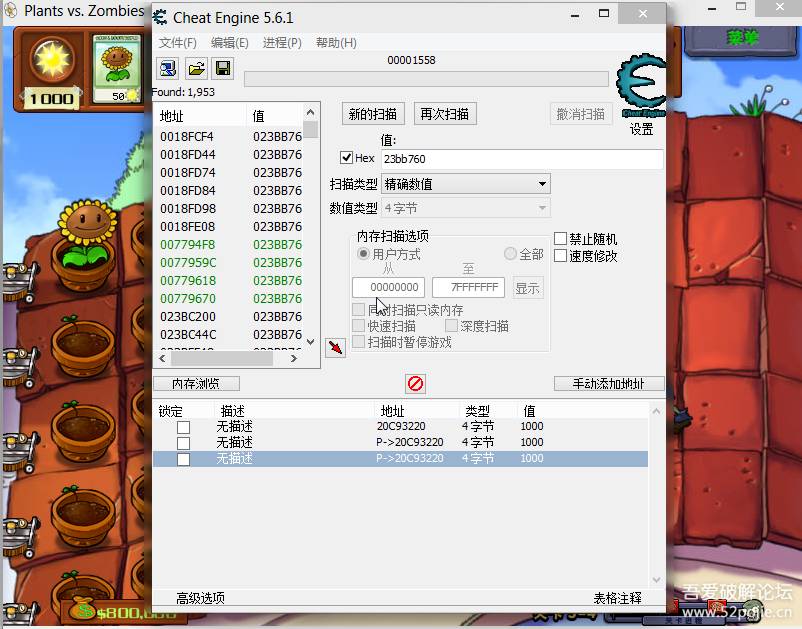 Plants vs. Zombies
Cheat Engine 5.6.1
菜单
文件(F) 编辑(E) 进程(P) 帮助(H)
00001558
1000
50
Found: 1,953
Cheat Engine
设置
地址 值
新的扫描 再次扫描 撤消扫描
值:
Hex 23bb760
扫描类型 精确数值
数值类型 4 字节
0018FCF4 023BB76
0018FD44 023BB76
0018FD74 023BB76
0018FD84 023BB76
0018FD98 023BB76
0018FE08 023BB76
007794F8 023BB76
0077959C 023BB76
00779618 023BB76
00779670 023BB76
023BC200 023BB76
023BC44C 023BB76
内存扫描选项
用户方式 全部
从 至
00000000 7FFFFFFF 显示
同时扫描只读内存
快速扫描 深度扫描
扫描时暂停游戏
禁止随机
速度修改
内存浏览 手动添加地址
锁定 描述 地址 类型 值
无描述 20C93220 4 字节 1000
无描述 P->20C93220 4 字节 1000
无描述 P->20C93220 4 字节 1000
高级选项 表格注释
$800,000
吾爱破解论坛
www.52pojie.cn